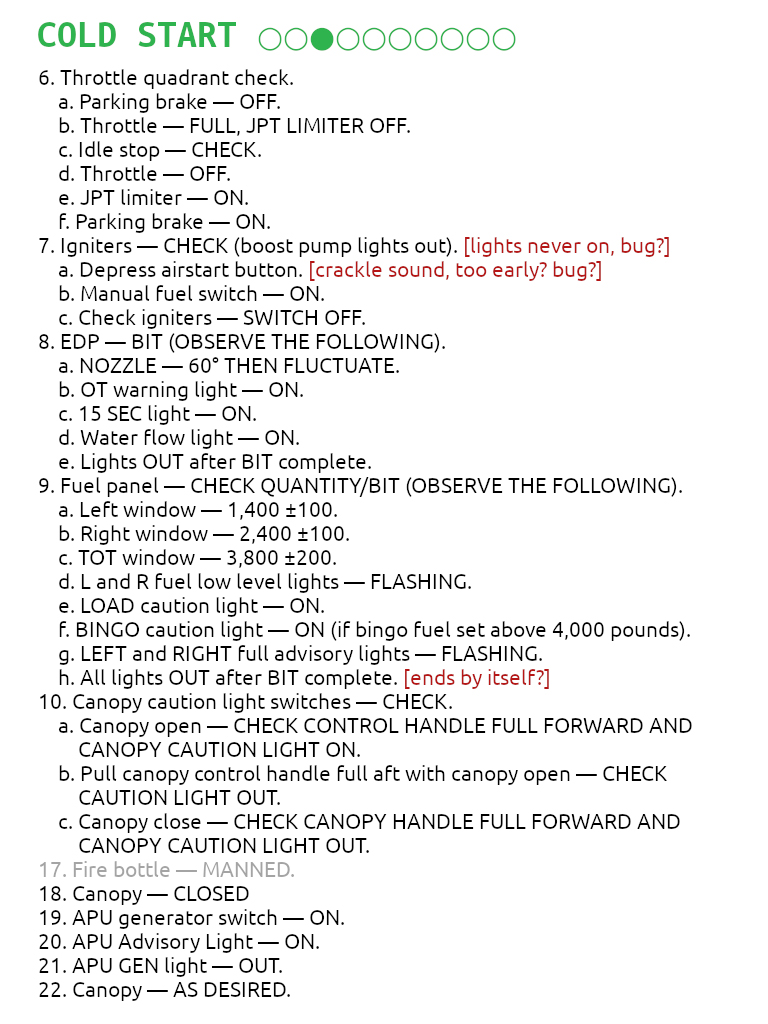 COLD START ○○●○○○○○○○
6. Throttle quadrant check.
a. Parking brake — OFF.
b. Throttle — FULL, JPT LIMITER OFF.
c. Idle stop — CHECK.
d. Throttle — OFF.
e. JPT limiter — ON.
f. Parking brake — ON.
7. Igniters — CHECK (boost pump lights out). [lights never on, bug?]
a. Depress airstart button. [crackle sound, too early? bug?]
b. Manual fuel switch — ON.
c. Check igniters — SWITCH OFF.
8. EDP — BIT (OBSERVE THE FOLLOWING).
a. NOZZLE — 60° THEN FLUCTUATE.
b. OT warning light — ON.
c. 15 SEC light — ON.
d. Water flow light — ON.
e. Lights OUT after BIT complete.
9. Fuel panel — CHECK QUANTITY/BIT (OBSERVE THE FOLLOWING).
a. Left window — 1,400 ±100.
b. Right window — 2,400 ±100.
c. TOT window — 3,800 ±200.
d. L and R fuel low level lights — FLASHING.
e. LOAD caution light — ON.
f. BINGO caution light — ON (if bingo fuel set above 4,000 pounds).
g. LEFT and RIGHT full advisory lights — FLASHING.
h. All lights OUT after BIT complete. [ends by itself?]
10. Canopy caution light switches — CHECK.
a. Canopy open — CHECK CONTROL HANDLE FULL FORWARD AND
CANOPY CAUTION LIGHT ON.
b. Pull canopy control handle full aft with canopy open — CHECK
CAUTION LIGHT OUT.
c. Canopy close — CHECK CANOPY HANDLE FULL FORWARD AND
CANOPY CAUTION LIGHT OUT.
17. Fire bottle — MANNED.
18. Canopy — CLOSED
19. APU generator switch — ON.
20. APU Advisory Light — ON.
21. APU GEN light — OUT.
22. Canopy — AS DESIRED.